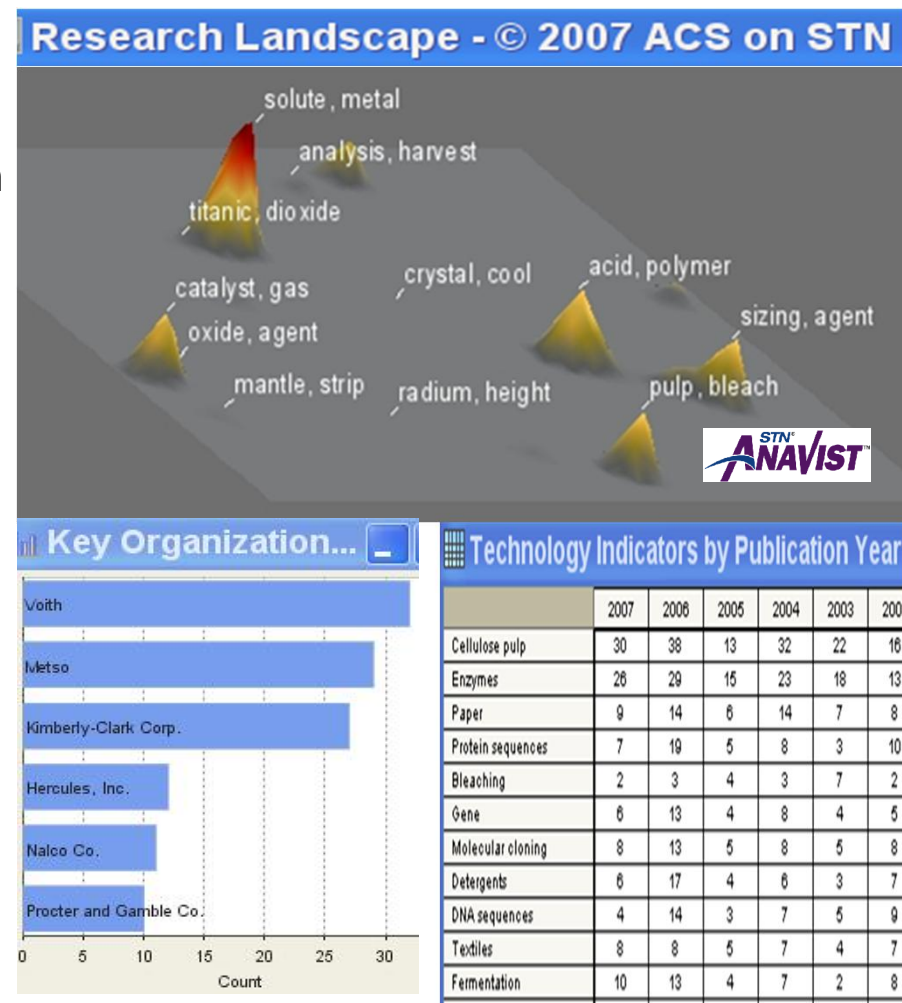 Research Landscape - © 2007 ACS on STN
solute, metal
analysis, harvest
titanic, dioxide
acid, polymer
crystal, cool
catalyst, gas
sizing, agent
oxide, agent
mantle, strip
radium, height
pulp, bleach
STN®
ANAVIST™
Key Organization...
Voith
Metso
Kimberly-Clark Corp.
Hercules, Inc.
Nalco Co.
Procter and Gamble Co.
0 5 10 15 20 25 30
Count
Technology Indicators by Publication Year
2007 2006 2005 2004 2003
Cellulose pulp 30 38 13 32 22 16
Enzymes 26 29 15 23 18 13
Paper 9 14 6 14 7 8
Protein sequences 7 19 5 8 3 10
Bleaching 2 3 4 3 7 2
Gene 6 13 4 8 4 5
Molecular cloning 8 13 5 8 5 8
Detergents 6 17 4 6 3 7
DNA sequences 4 14 3 7 5 9
Textiles 8 8 5 7 4 7
Fermentation 10 13 4 7 2 8